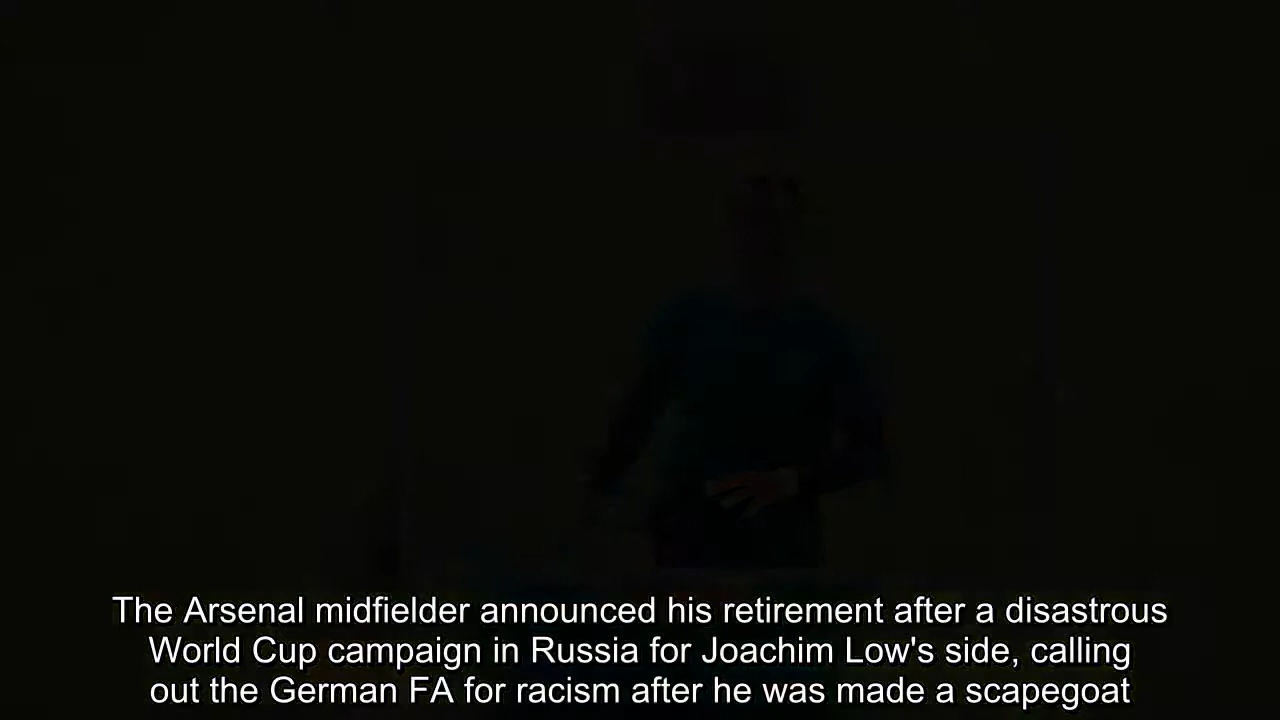 The Arsenal midfielder announced his retirement after a disastrous
World Cup campaign in Russia for Joachim Low's side, calling
out the German FA for racism after he was made a scapegoat